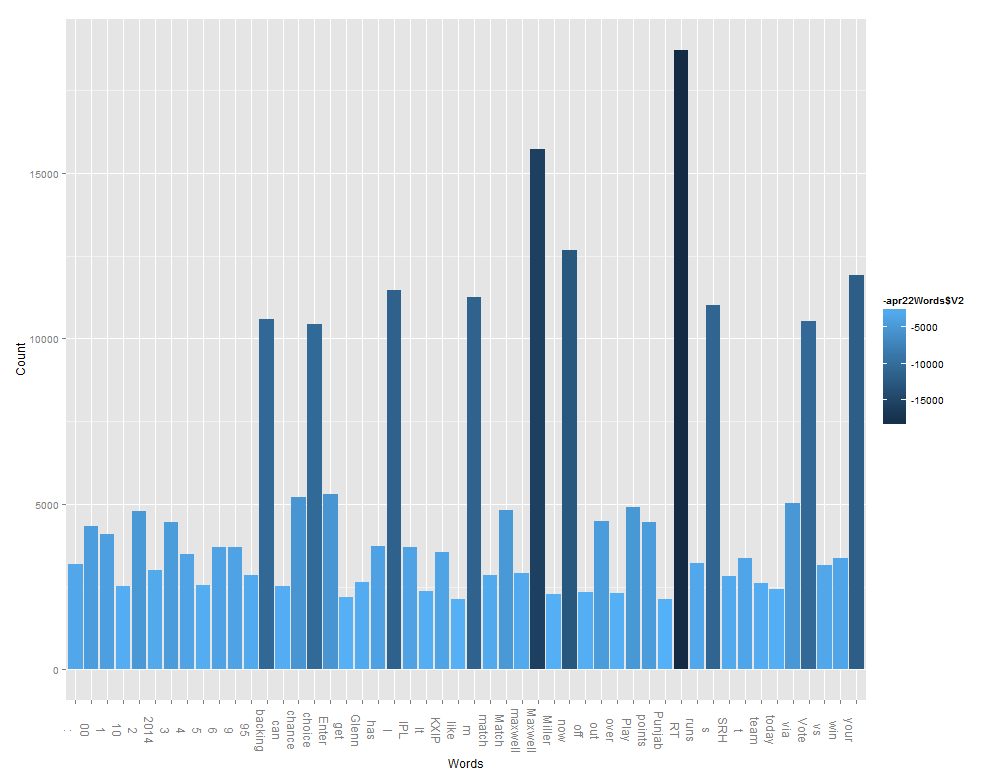 15000
10000
5000
0
Count
:
00
1
10
2
2014
3
4
5
6
9
95
backing
can
chance
choice
Enter
get
Glenn
has
I
IPL
It
KXIP
like
m
match
Match
maxwell
Maxwell
Miller
now
off
out
over
Play
points
Punjab
RT
runs
s
SRH
t
team
today
via
Vote
vs
win
your
Words
-apr22Words$V2
-5000
-10000
-15000